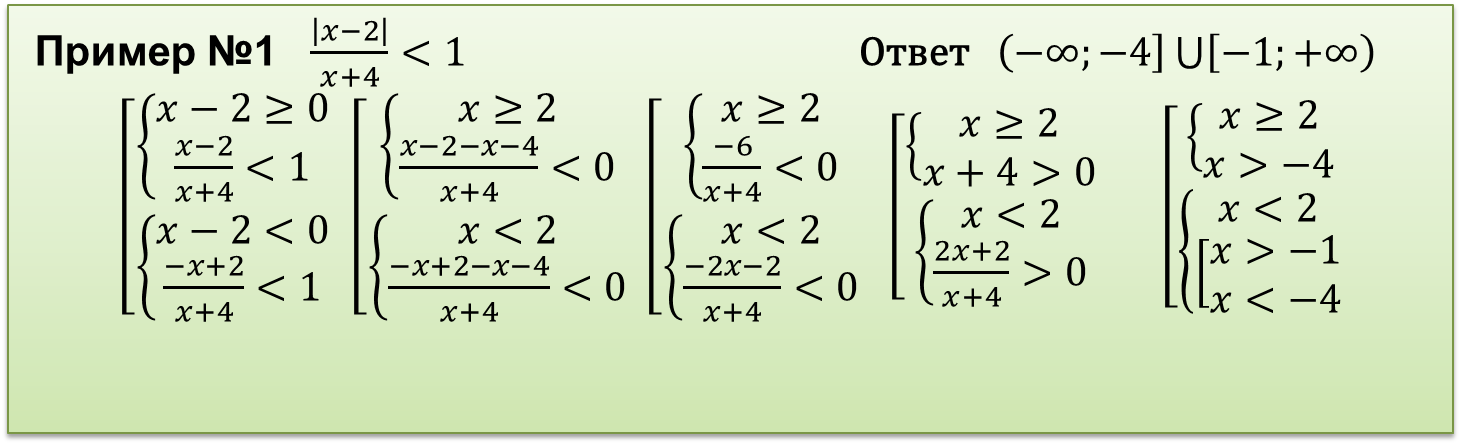 Пример №1 |x−2|/(x+4) < 1 Ответ (−∞; −4] ⋃[−1; +∞)
[ { x − 2 ≥ 0 ; (x−2)/(x+4) < 1 ; { x − 2 < 0 ; (−x+2)/(x+4) < 1
[ { x ≥ 2 ; (x−2−x−4)/(x+4) < 0 ; { x < 2 ; (−x+2−x−4)/(x+4) < 0
[ { x ≥ 2 ; (−6)/(x+4) < 0 ; { x < 2 ; (−2x−2)/(x+4) < 0
[ { x ≥ 2 ; x + 4 > 0 ; { x < 2 ; (2x+2)/(x+4) > 0
[ { x ≥ 2 ; x > −4 ; { x < 2 ; [ x > −1 ; x < −4